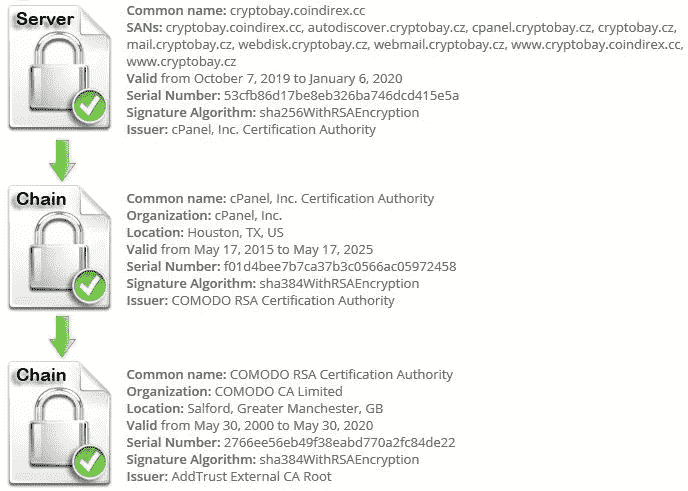 Server
Common name: cryptobay.coindirex.cc
SANs: cryptobay.coindirex.cc, autodiscover.cryptobay.cz, cpanel.cryptobay.cz, cryptobay.cz,
mail.cryptobay.cz, webdisk.cryptobay.cz, webmail.cryptobay.cz, www.cryptobay.coindirex.cc,
www.cryptobay.cz
Valid from October 7, 2019 to January 6, 2020
Serial Number: 53cfb86d17be8eb326ba746dcd415e5a
Signature Algorithm: sha256WithRSAEncryption
Issuer: cPanel, Inc. Certification Authority
Chain
Common name: cPanel, Inc. Certification Authority
Organization: cPanel, Inc.
Location: Houston, TX, US
Valid from May 17, 2015 to May 17, 2025
Serial Number: f01d4bee7b7ca37b3c0566ac05972458
Signature Algorithm: sha384WithRSAEncryption
Issuer: COMODO RSA Certification Authority
Chain
Common name: COMODO RSA Certification Authority
Organization: COMODO CA Limited
Location: Salford, Greater Manchester, GB
Valid from May 30, 2000 to May 30, 2020
Serial Number: 2766ee56eb49f38eabd770a2fc84de22
Signature Algorithm: sha384WithRSAEncryption
Issuer: AddTrust External CA Root